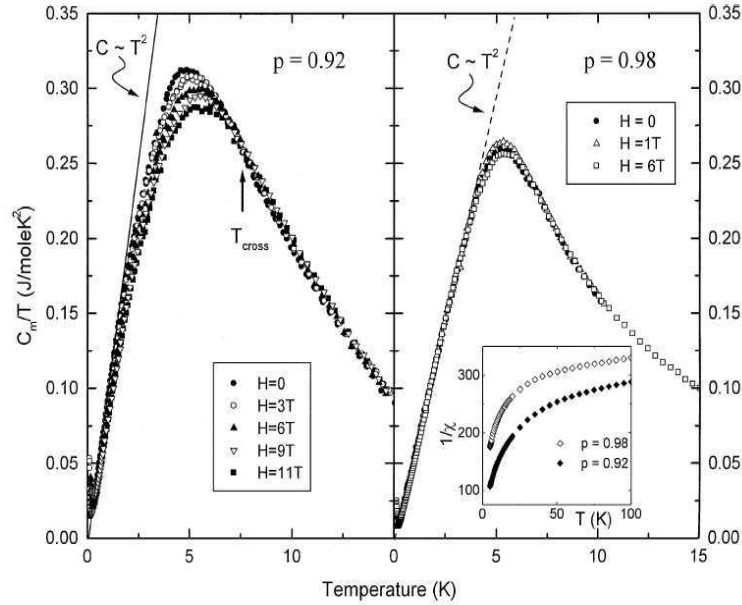 0.35
0.30
0.25
0.20
0.15
0.10
0.05
0.00
C_m/T (J/moleK²)
C ~ T²
p = 0.92
T_cross
H=0
H=3T
H=6T
H=9T
H=11T
0
5
10
C ~ T²
p = 0.98
H = 0
H = 1T
H = 6T
300
200
100
1/χ
p = 0.98
p = 0.92
0
50
100
T (K)
0
5
10
15
0.35
0.30
0.25
0.20
0.15
0.10
0.05
0.00
Temperature (K)
Temperature (K)